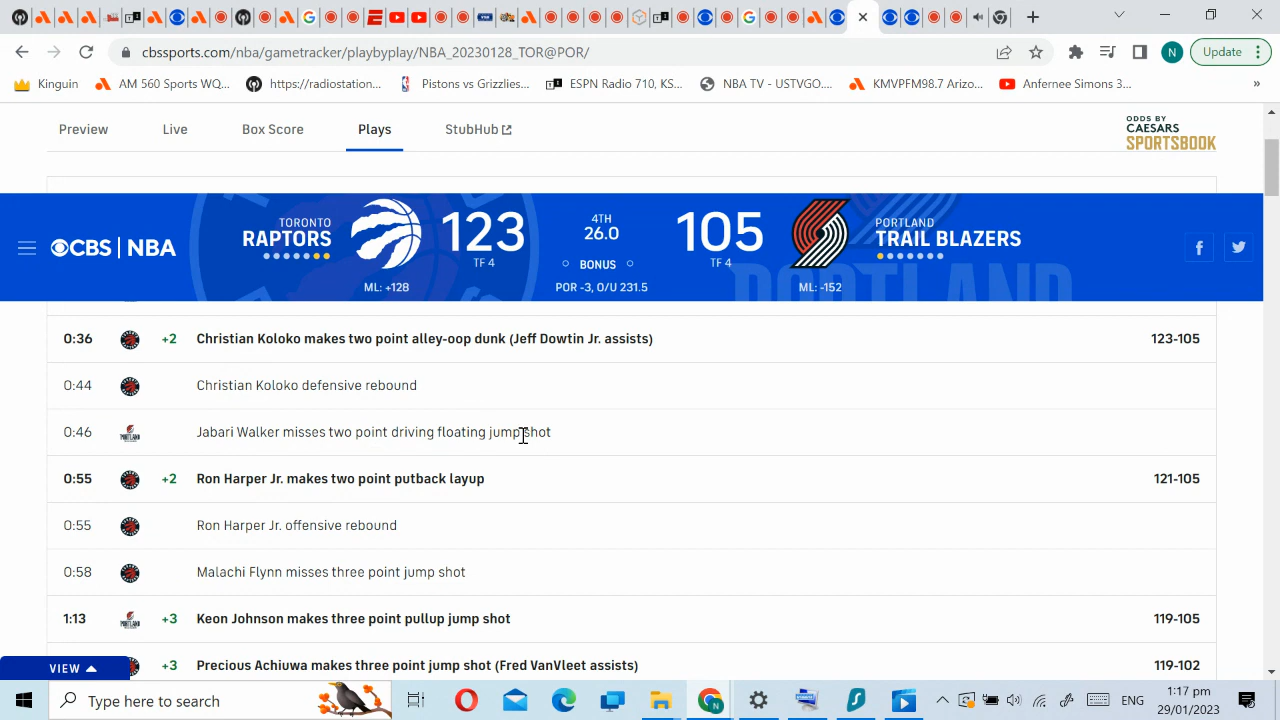 cbssports.com/nba/gametracker/playbyplay/NBA_20230128_TOR@POR/
N
Update
Kinguin
AM 560 Sports WQ...
https://radiostation...
Pistons vs Grizzlies...
ESPN Radio 710, KS...
NBA TV - USTVGO....
KMVPFM98.7 Arizo...
Anfernee Simons 3...
»
Preview
Live
Box Score
Plays
StubHub
ODDS BY
CAESARS
SPORTSBOOK
CBS | NBA
TORONTO
RAPTORS
ML: +128
123
TF 4
4TH
26.0
BONUS
POR -3, O/U 231.5
105
TF 4
PORTLAND
TRAIL BLAZERS
ML: -152
PORTLAND
0:36 +2 Christian Koloko makes two point alley-oop dunk (Jeff Dowtin Jr. assists) 123-105
0:44 Christian Koloko defensive rebound
0:46 Jabari Walker misses two point driving floating jump shot
0:55 +2 Ron Harper Jr. makes two point putback layup 121-105
0:55 Ron Harper Jr. offensive rebound
0:58 Malachi Flynn misses three point jump shot
1:13 +3 Keon Johnson makes three point pullup jump shot 119-105
+3 Precious Achiuwa makes three point jump shot (Fred VanVleet assists) 119-102
VIEW
Type here to search
ENG
1:17 pm
29/01/2023